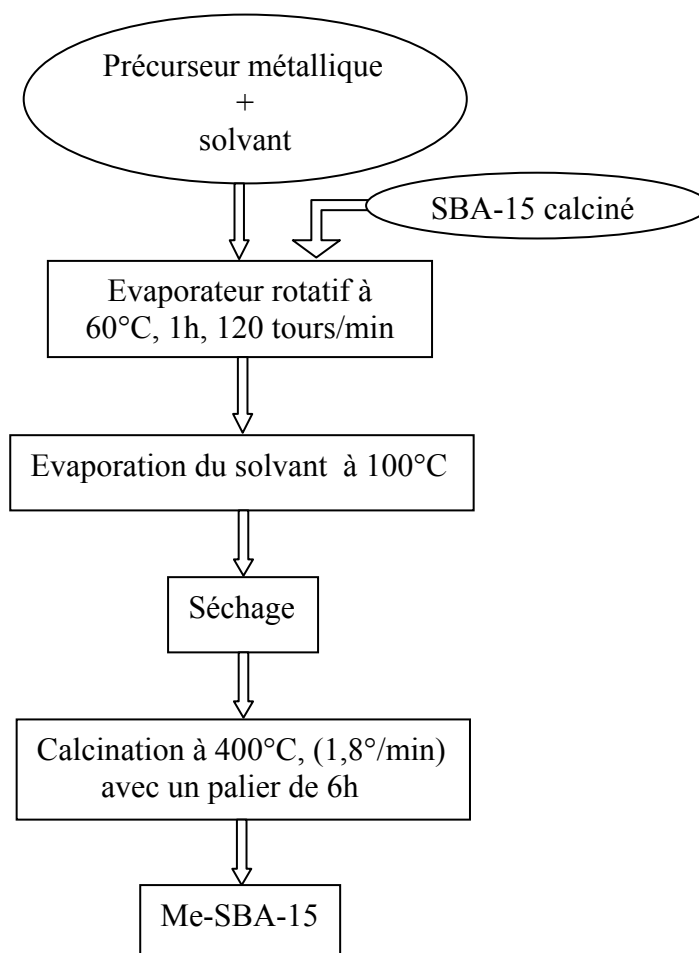 Précurseur métallique
+
solvant
SBA-15 calciné
Evaporateur rotatif à
60°C, 1h, 120 tours/min
Evaporation du solvant à 100°C
Séchage
Calcination à 400°C, (1,8°/min)
avec un palier de 6h
Me-SBA-15